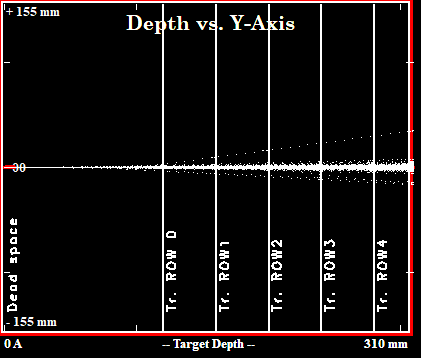 + 155 mm
Depth vs. Y-Axis
Dead space
Tr. ROW 0
Tr. ROW1
Tr. ROW2
Tr. ROW3
Tr. ROW4
- 155 mm
0 A
-- Target Depth --
310 mm